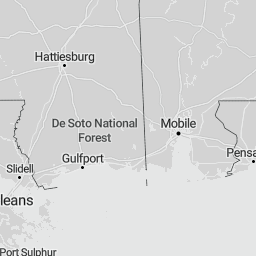 Hattiesburg
De Soto National
Forest
Mobile
Gulfport
Pensa
Slidell
leans
Port Sulphur